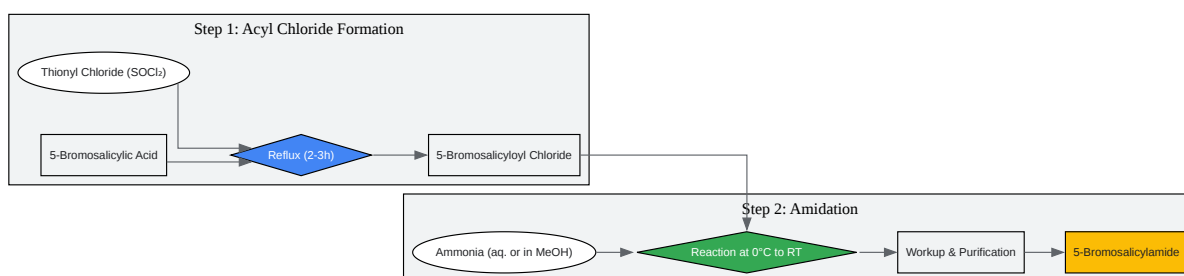 Step 1: Acyl Chloride Formation
Thionyl Chloride (SOCl₂)
5-Bromosalicylic Acid
Reflux (2-3h)
5-Bromosalicyloyl Chloride
Step 2: Amidation
Ammonia (aq. or in MeOH)
Reaction at 0°C to RT
Workup & Purification
5-Bromosalicylamide